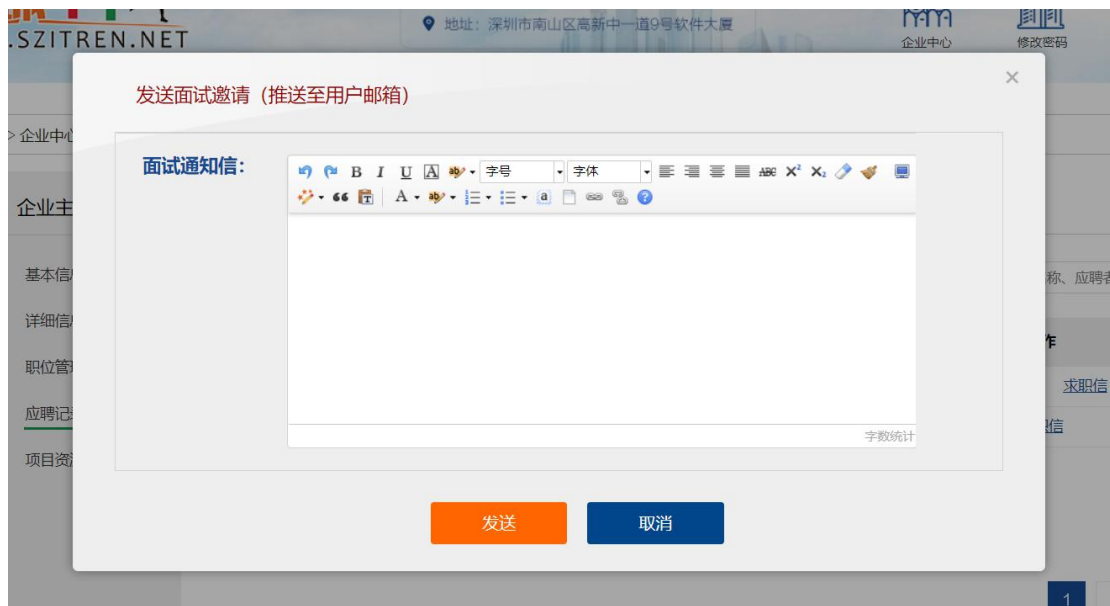 .SZITREN.NET
地址：深圳市南山区高新中一道9号软件大厦
企业中心
修改密码
发送面试邀请（推送至用户邮箱）
×
> 企业中心
面试通知信：
B I U A 字号 字体 ABC X² X₂
A a ?
企业主
基本信
详细信
职位管
应聘记
项目资
称、应聘者
作
求职信
信
字数统计
发送
取消
1